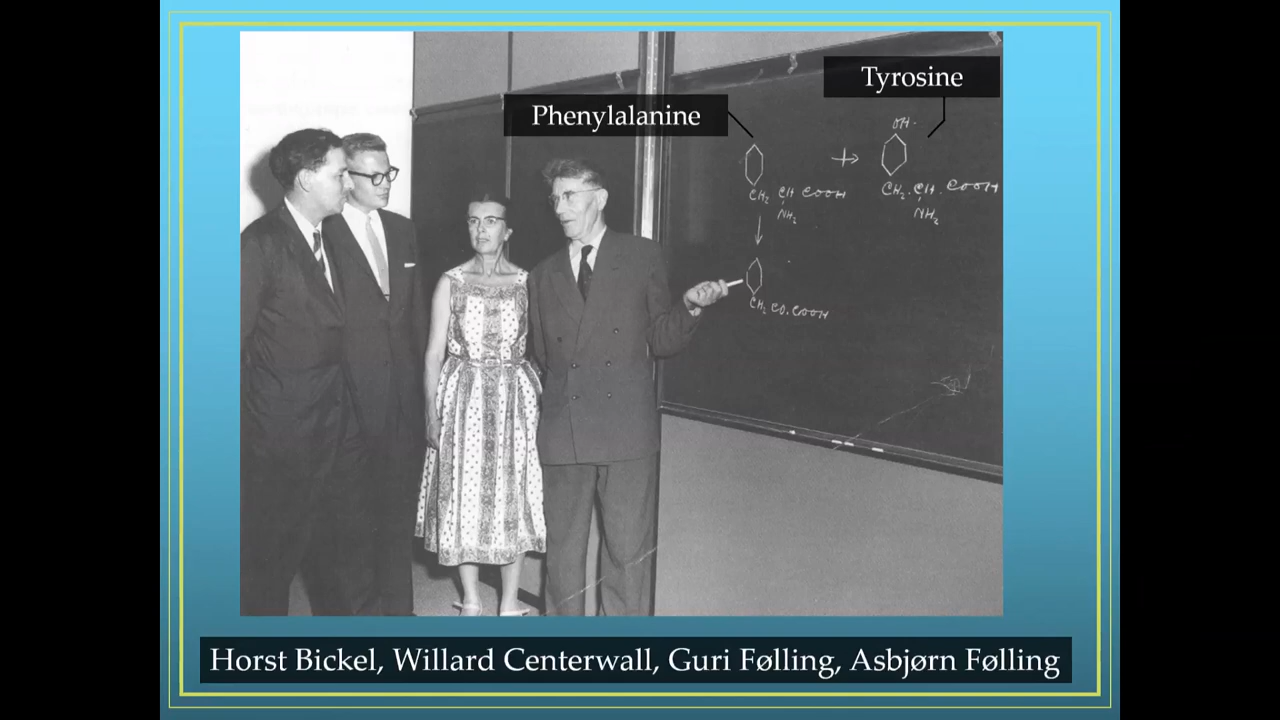 Tyrosine
Phenylalanine
OH
CH₂ CH COOH
NH₂
CH₂.CH.COOH
NH₂
CH₂ CO.COOH
Horst Bickel, Willard Centerwall, Guri Følling, Asbjørn Følling